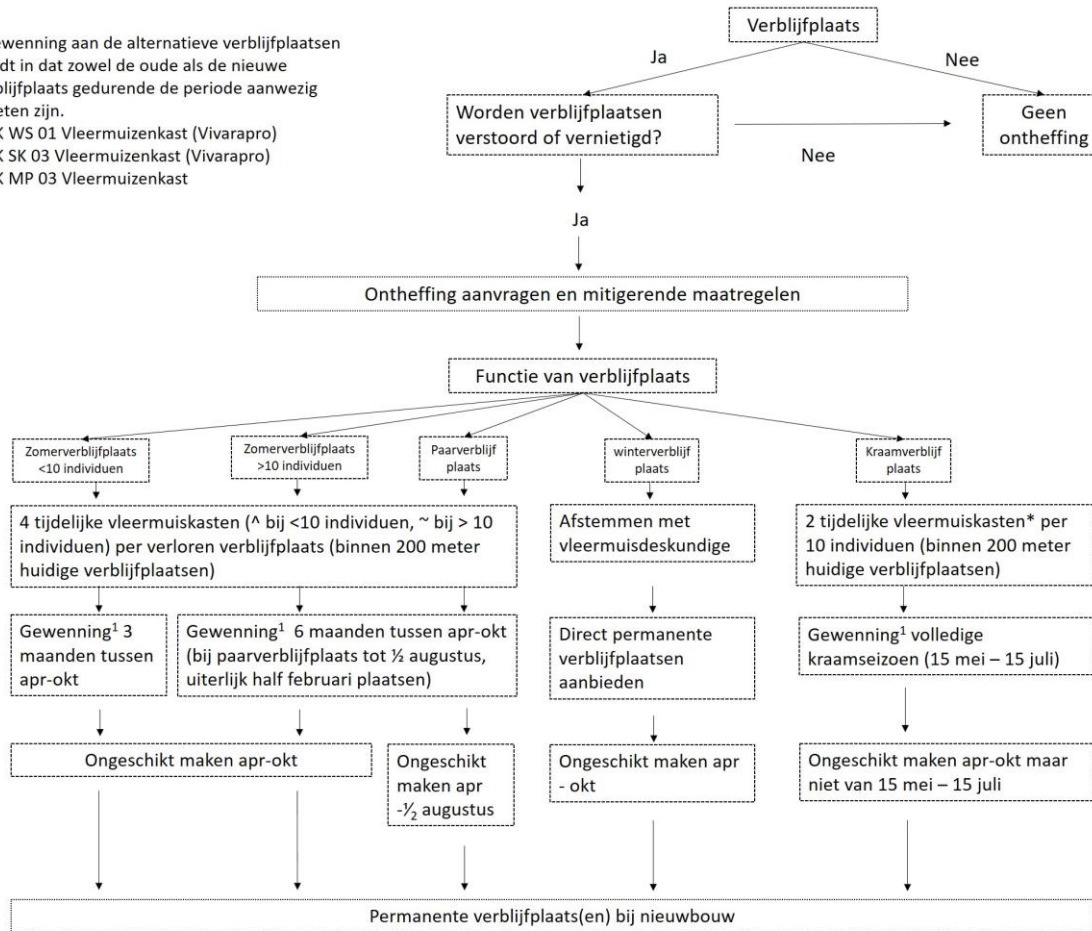 ewenning aan de alternatieve verblijfplaatsen
dt in dat zowel de oude als de nieuwe
blijfplaats gedurende de periode aanwezig
eten zijn.
K WS 01 Vleermuizenkast (Vivarapro)
K SK 03 Vleermuizenkast (Vivarapro)
K MP 03 Vleermuizenkast
Verblijfplaats
Ja
Nee
Worden verblijfplaatsen
verstoord of vernietigd?
Nee
Geen
ontheffing
Ja
Ontheffing aanvragen en mitigerende maatregelen
Functie van verblijfplaats
Zomerverblijfplaats
<10 individuen
Zomerverblijfplaats
>10 individuen
Paarverblijf
plaats
winterverblijf
plaats
Kraamverblijf
plaats
4 tijdelijke vleermuiskasten (^ bij <10 individuen, ~ bij > 10
individuen) per verloren verblijfplaats (binnen 200 meter
huidige verblijfplaatsen)
Afstemmen met
vleermuisdeskundige
2 tijdelijke vleermuiskasten* per
10 individuen (binnen 200 meter
huidige verblijfplaatsen)
Gewenning¹ 3
maanden tussen
apr-okt
Gewenning¹ 6 maanden tussen apr-okt
(bij paarverblijfplaats tot ½ augustus,
uiterlijk half februari plaatsen)
Direct permanente
verblijfplaatsen
aanbieden
Gewenning¹ volledige
kraamseizoen (15 mei – 15 juli)
Ongeschikt maken apr-okt
Ongeschikt
maken apr
-½ augustus
Ongeschikt maken apr
- okt
Ongeschikt maken apr-okt maar
niet van 15 mei – 15 juli
Permanente verblijfplaats(en) bij nieuwbouw